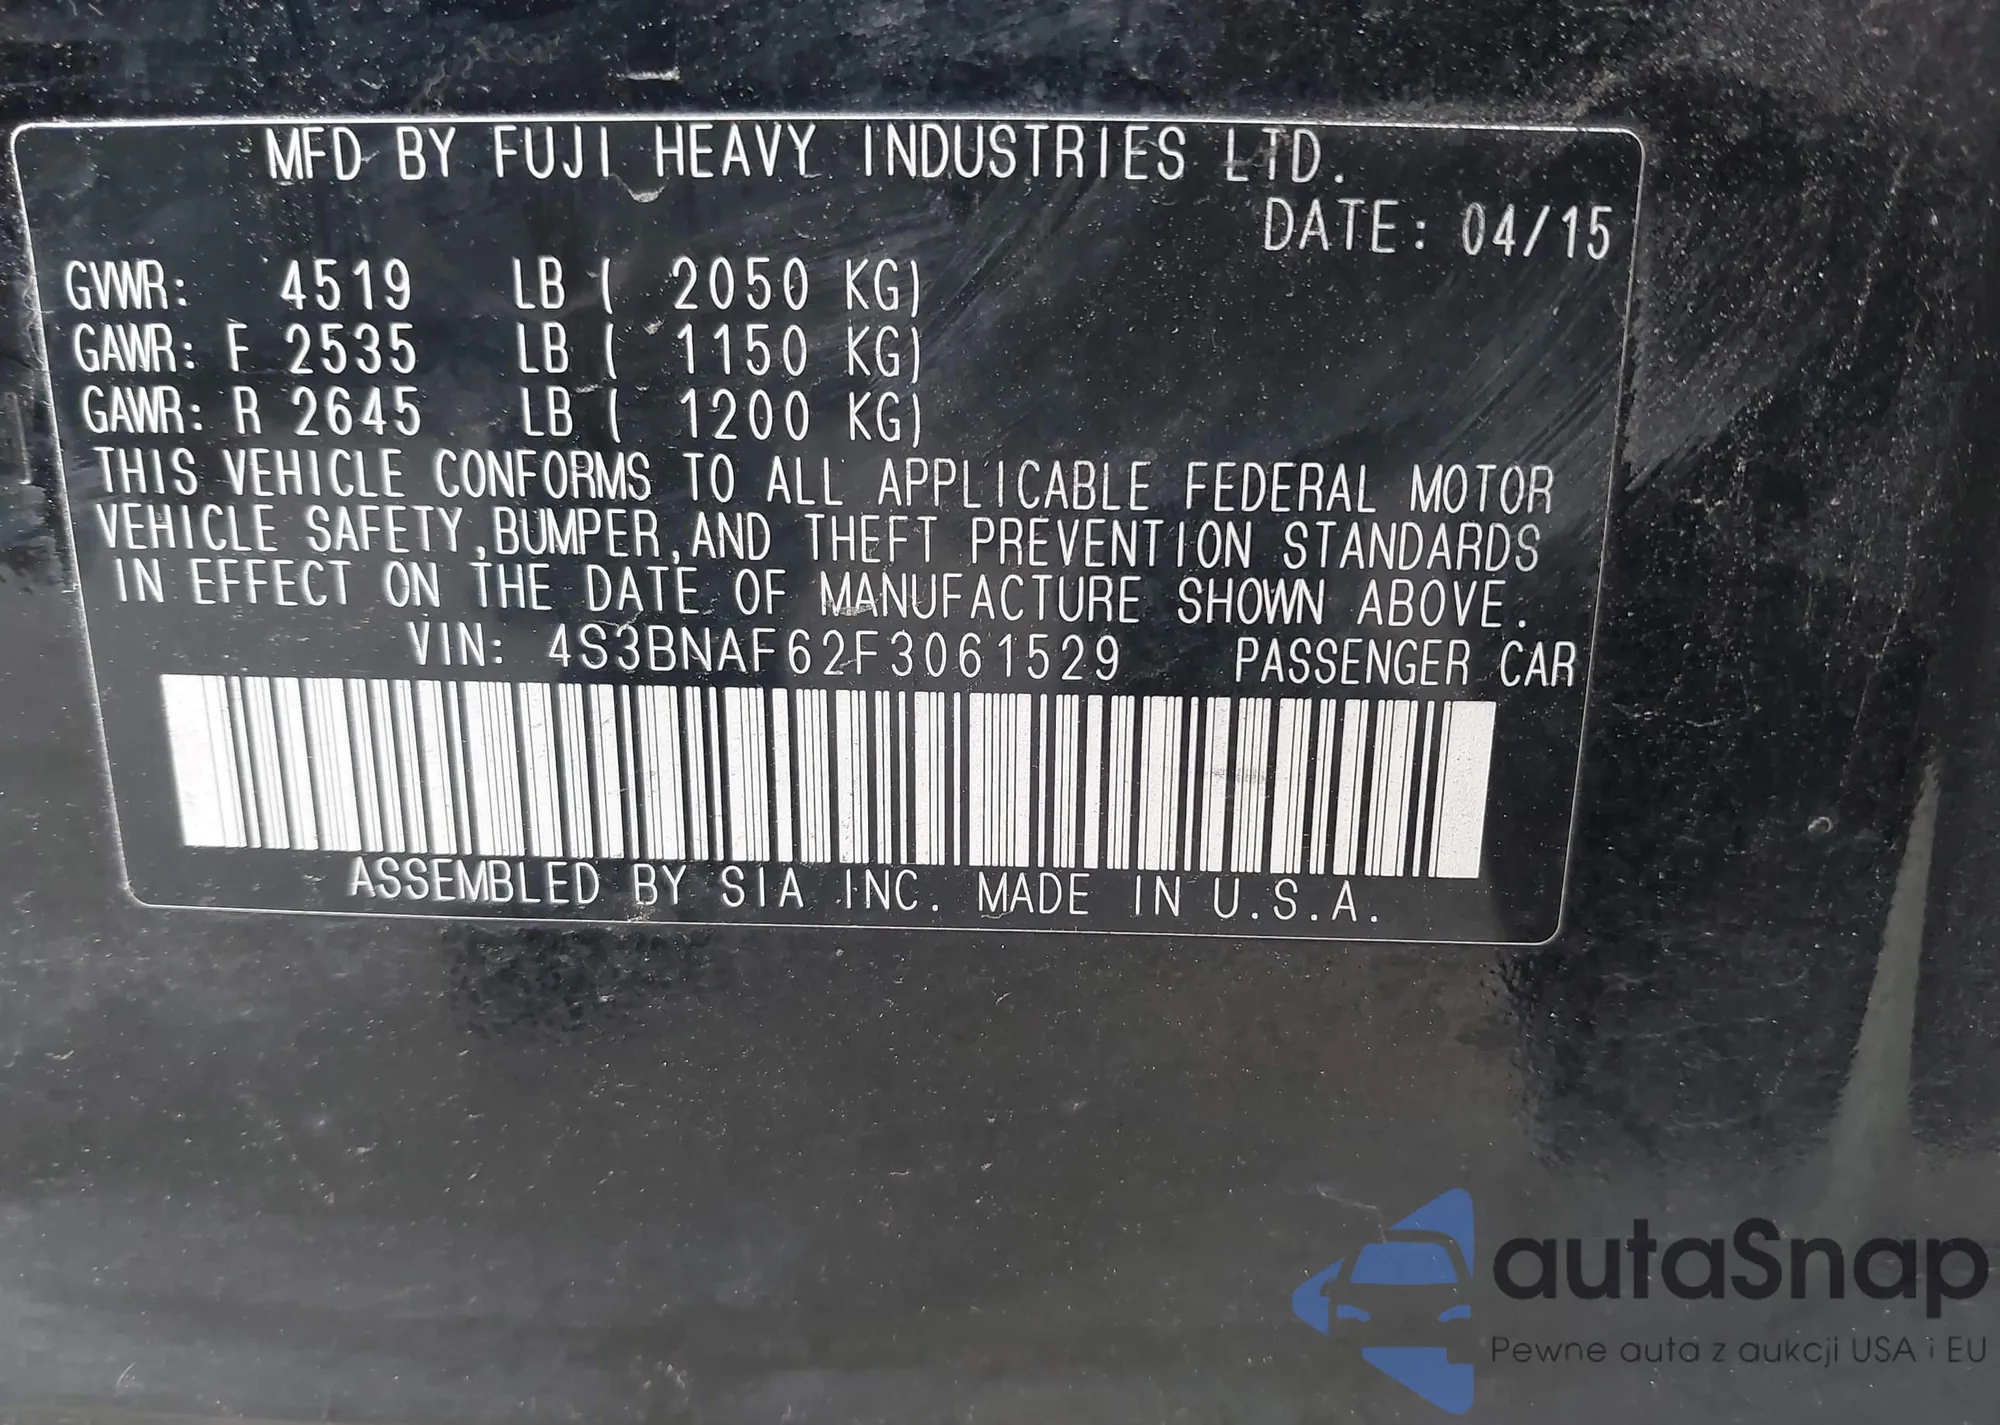 MFD BY FUJI HEAVY INDUSTRIES LTD.
DATE: 04/15
GVWR: 4519 LB ( 2050 KG)
GAWR: F 2535 LB ( 1150 KG)
GAWR: R 2645 LB ( 1200 KG)
THIS VEHICLE CONFORMS TO ALL APPLICABLE FEDERAL MOTOR
VEHICLE SAFETY,BUMPER,AND THEFT PREVENTION STANDARDS
IN EFFECT ON THE DATE OF MANUFACTURE SHOWN ABOVE.
VIN: 4S3BNAF62F3061529 PASSENGER CAR
ASSEMBLED BY SIA INC. MADE IN U.S.A.
autaSnap
Pewne auta z aukcji USA i EU